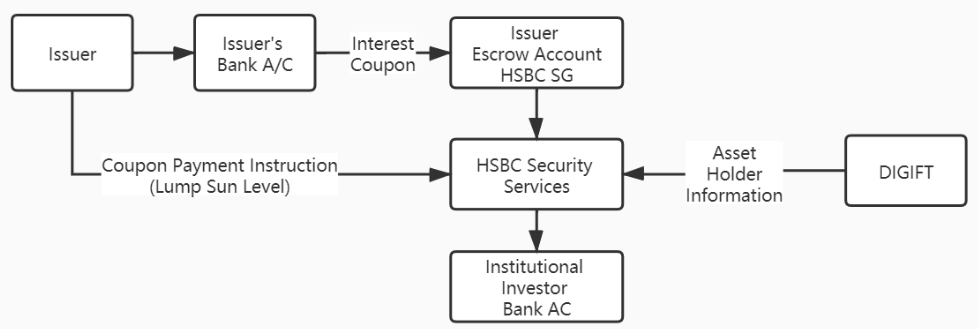 Issuer
Issuer's
Bank A/C
Interest
Coupon
Issuer
Escrow Account
HSBC SG
Coupon Payment Instruction
(Lump Sun Level)
HSBC Security
Services
Asset
Holder
Information
DIGIFT
Institutional
Investor
Bank AC